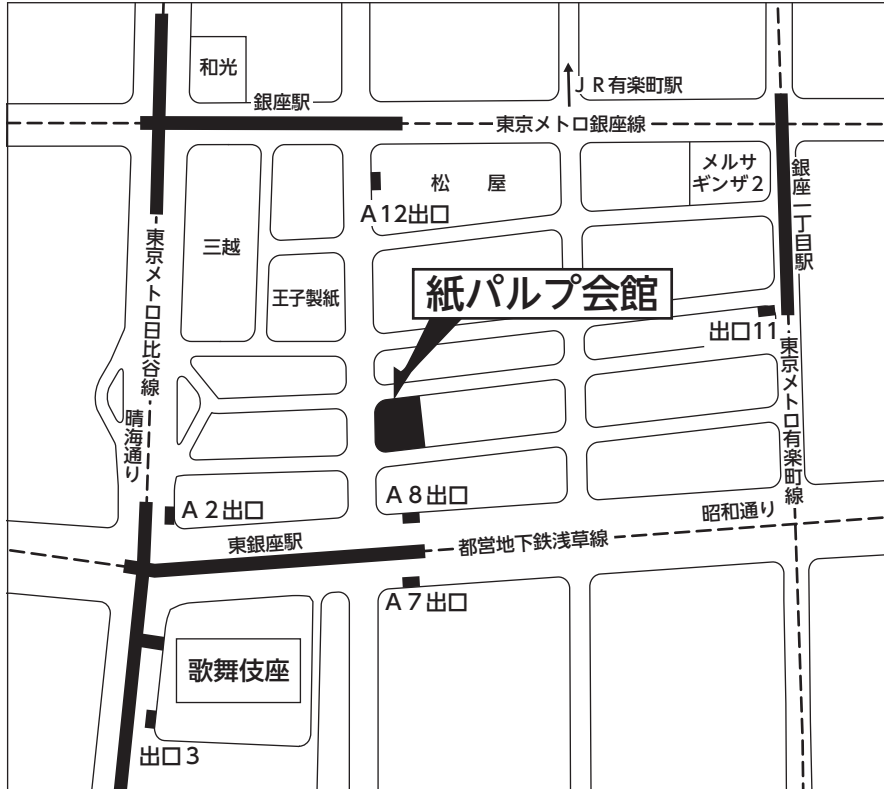 和光
銀座駅
JR有楽町駅
東京メトロ銀座線
メルサ
ギンザ2
銀座一丁目駅
松屋
A12出口
三越
王子製紙
東京メトロ日比谷線
紙パルプ会館
出口11
東京メトロ有楽町線
晴海通り
A2出口
A8出口
昭和通り
東銀座駅
都営地下鉄浅草線
A7出口
歌舞伎座
出口3